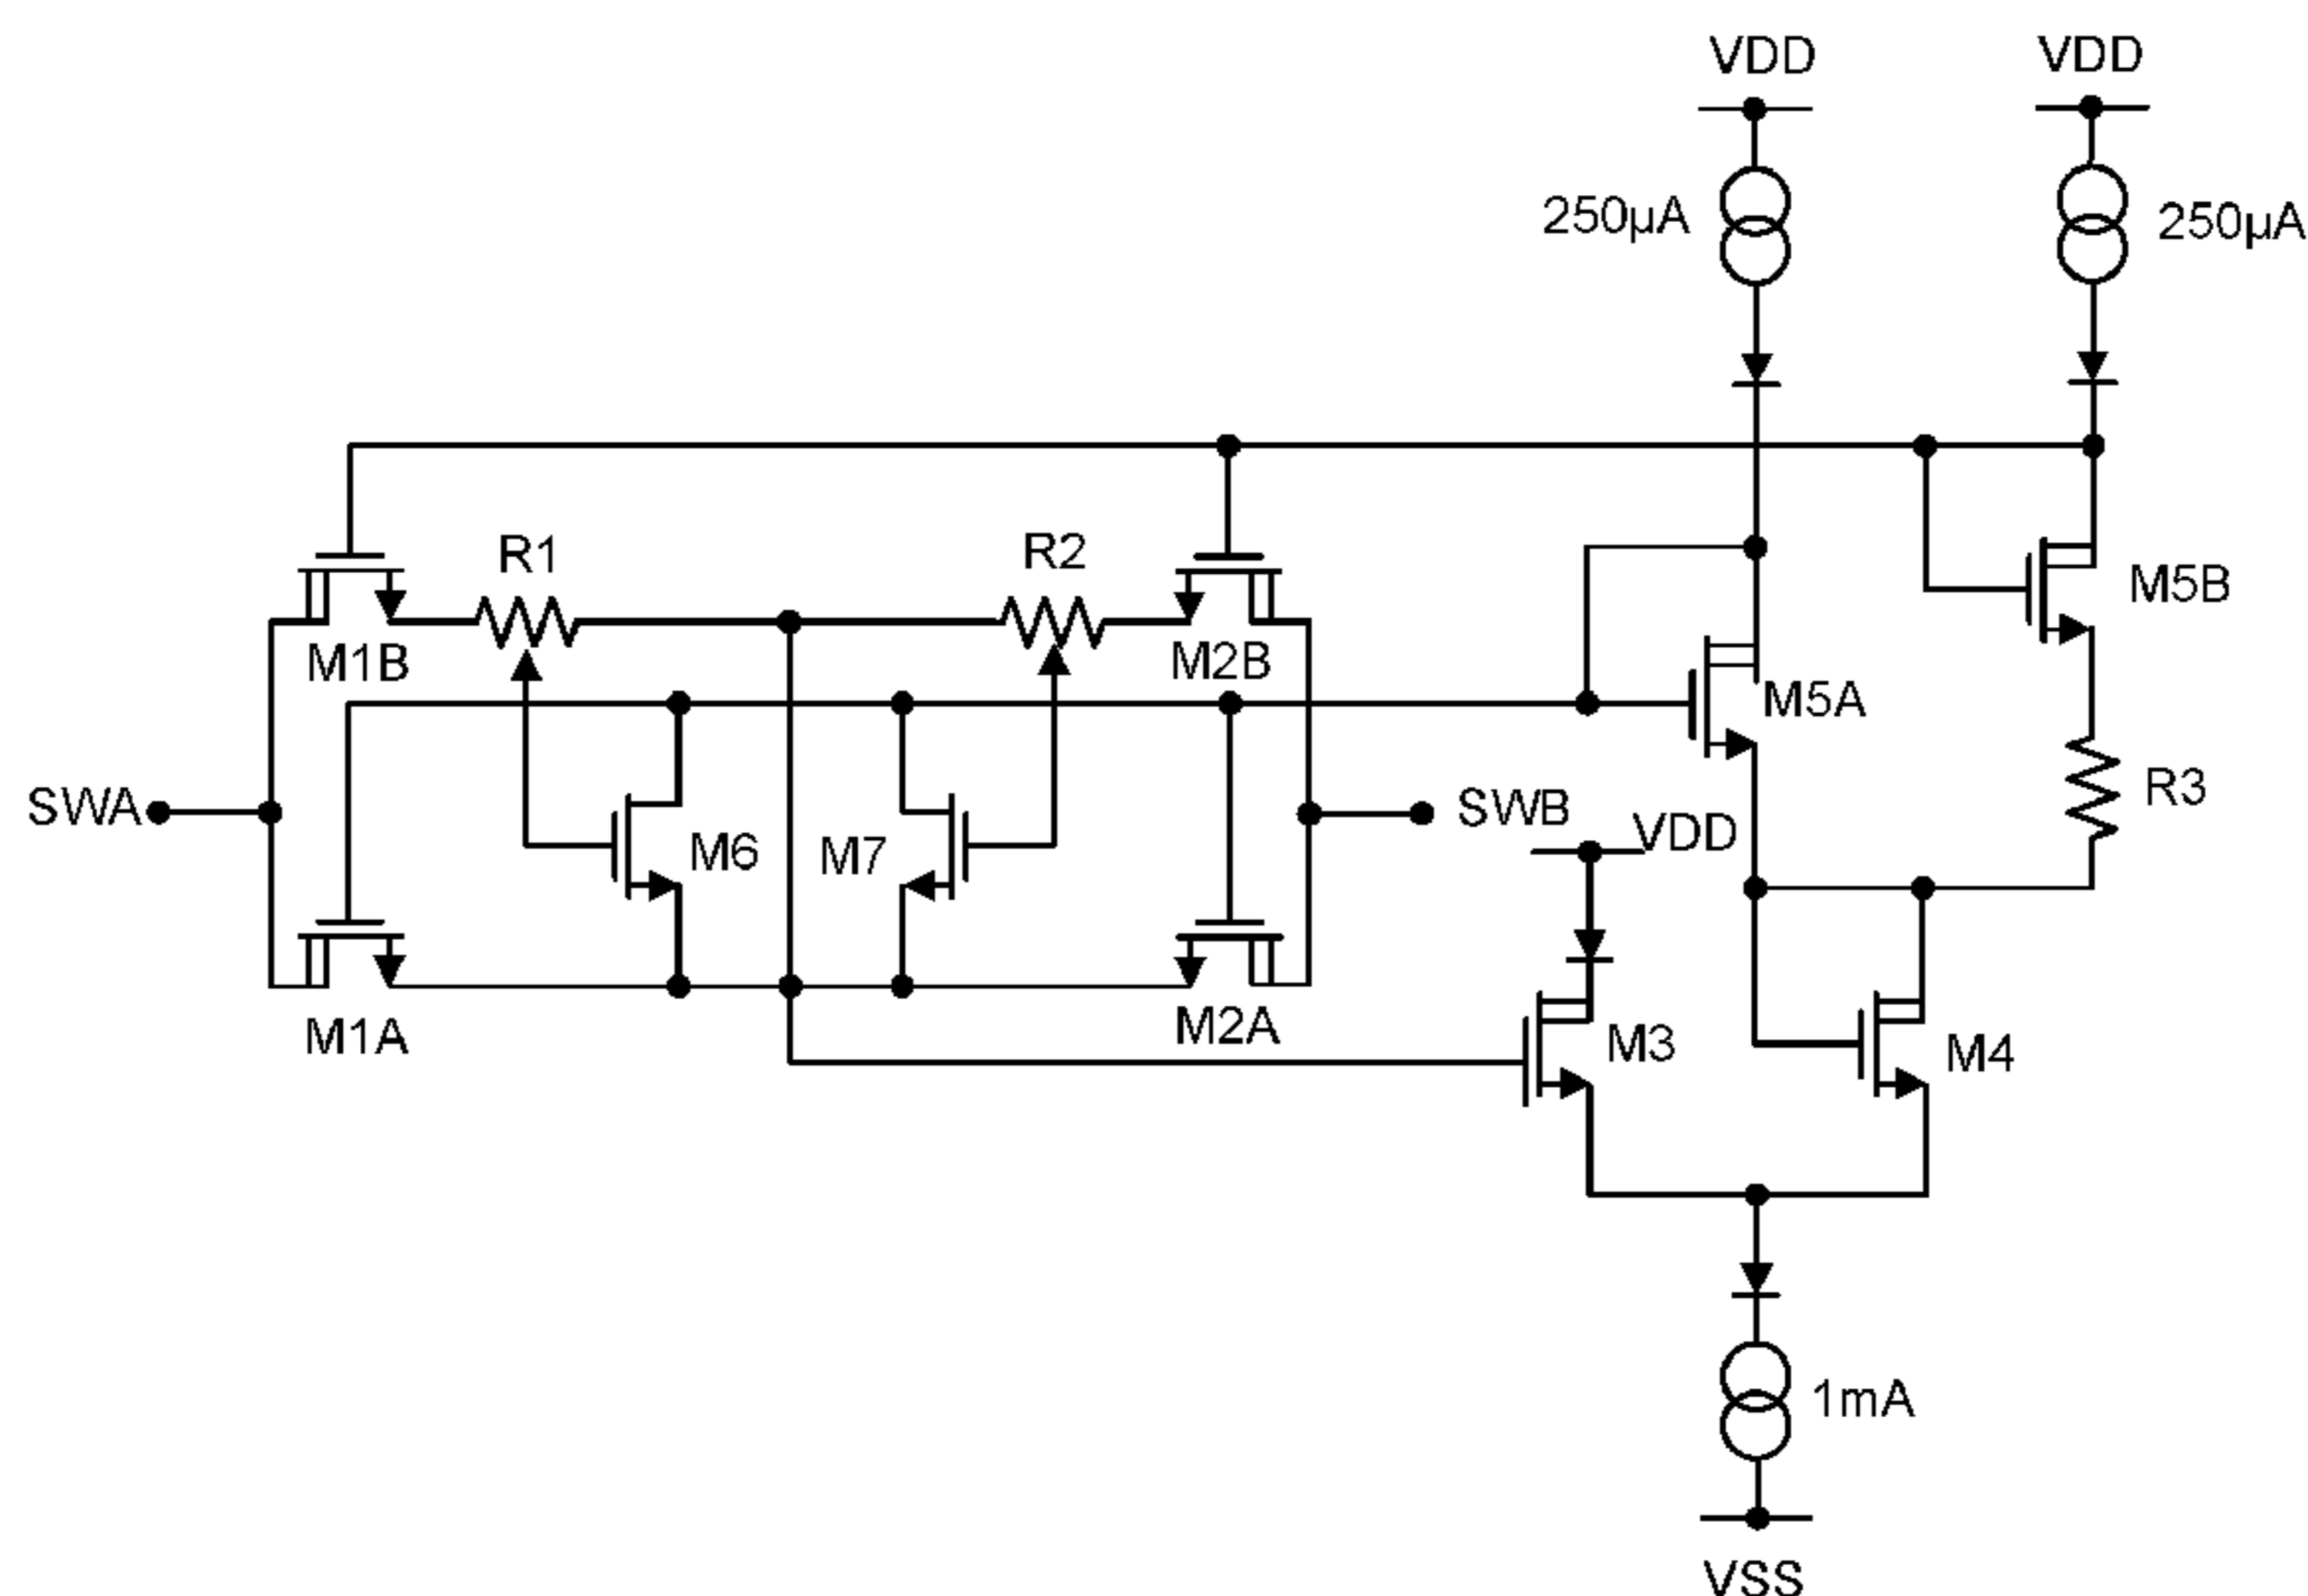 VDD
VDD
250µA
250µA
R1
R2
M5B
M1B
M2B
M5A
R3
SWA
SWB
VDD
M6
M7
M1A
M2A
M3
M4
1mA
VSS